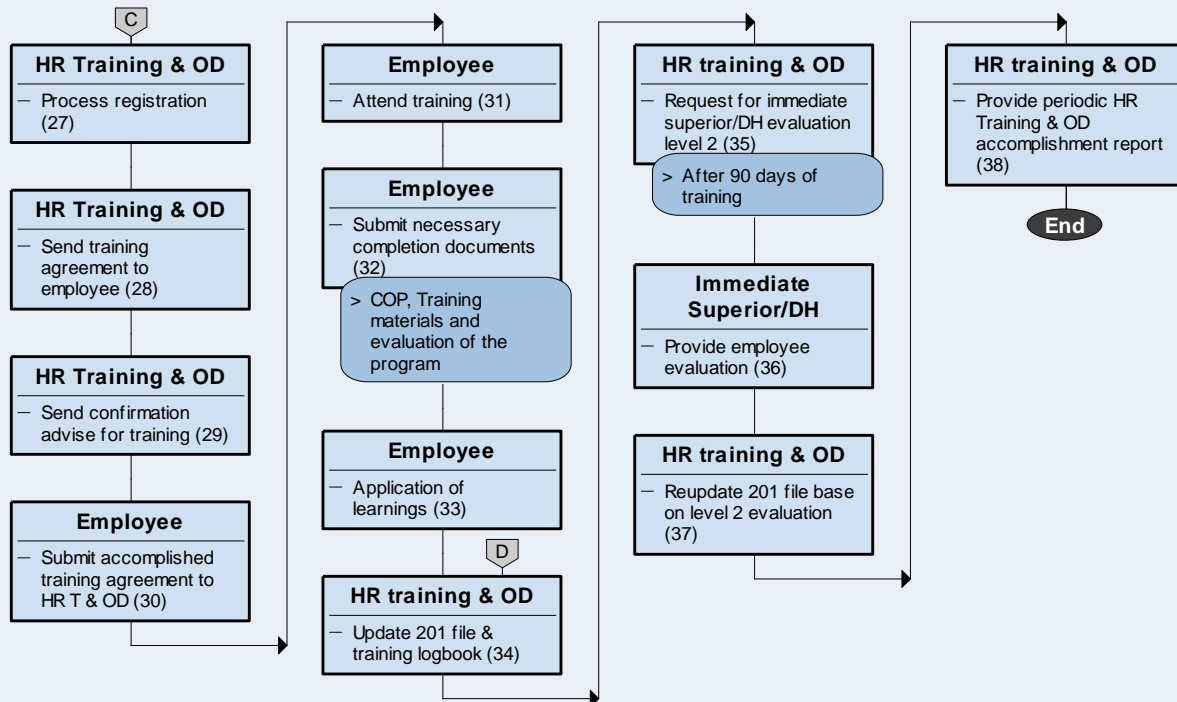 C
HR Training & OD
— Process registration
(27)
HR Training & OD
— Send training
agreement to
employee (28)
HR Training & OD
— Send confirmation
advise for training (29)
Employee
— Submit accomplished
training agreement to
HR T & OD (30)
Employee
— Attend training (31)
Employee
— Submit necessary
completion documents
(32)
> COP, Training
materials and
evaluation of the
program
Employee
— Application of
learnings (33)
D
HR training & OD
— Update 201 file &
training logbook (34)
HR training & OD
— Request for immediate
superior/DH evaluation
level 2 (35)
> After 90 days of
training
Immediate
Superior/DH
— Provide employee
evaluation (36)
HR training & OD
— Reupdate 201 file base
on level 2 evaluation
(37)
HR training & OD
— Provide periodic HR
Training & OD
accomplishment report
(38)
End